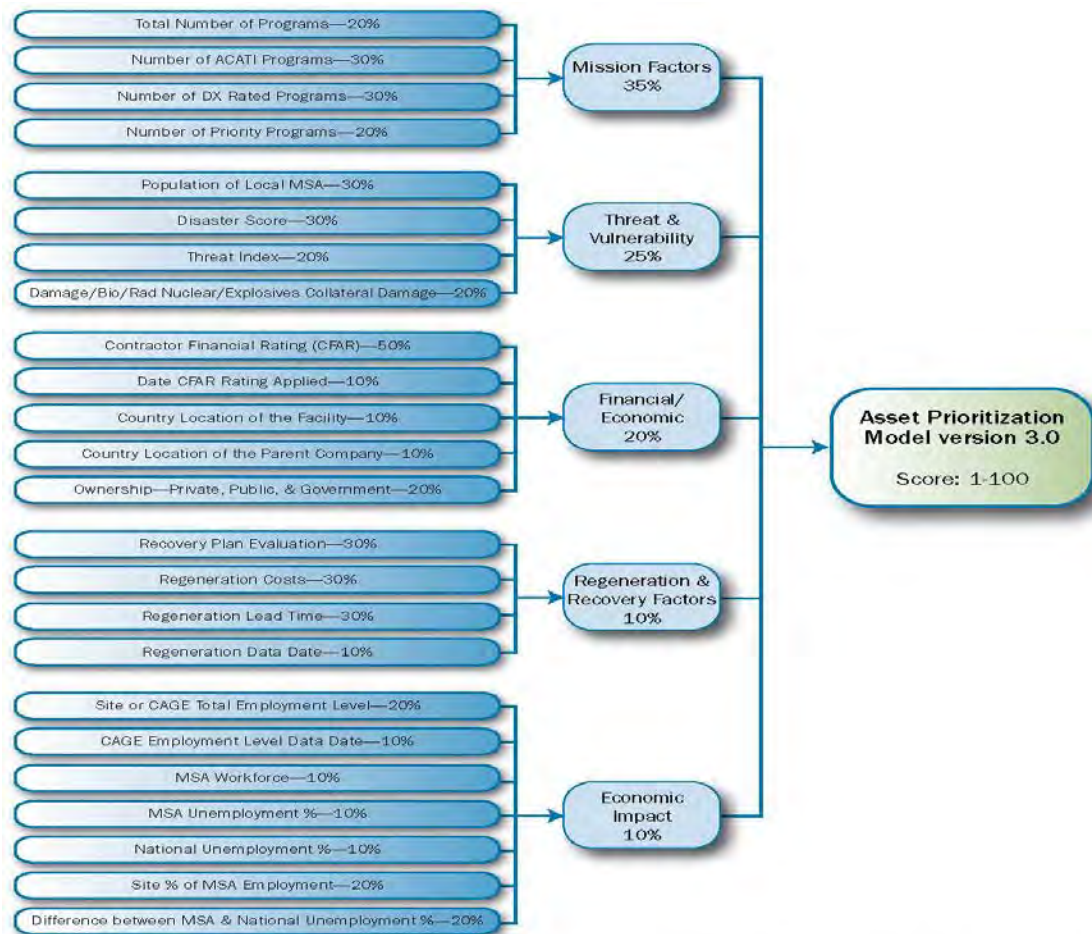 Total Number of Programs—20%
Number of ACATI Programs—30%
Number of DX Rated Programs—30%
Number of Priority Programs—20%
Mission Factors
35%
Population of Local MSA—30%
Disaster Score—30%
Threat Index—20%
Damage/Bio/Rad Nuclear/Explosives Collateral Damage—20%
Threat &
Vulnerability
25%
Contractor Financial Rating (CFAR)—50%
Date CFAR Rating Applied—10%
Country Location of the Facility—10%
Country Location of the Parent Company—10%
Ownership—Private, Public, & Government—20%
Financial/
Economic
20%
Recovery Plan Evaluation—30%
Regeneration Costs—30%
Regeneration Lead Time—30%
Regeneration Data Date—10%
Regeneration &
Recovery Factors
10%
Site or CAGE Total Employment Level—20%
CAGE Employment Level Data Date—10%
MSA Workforce—10%
MSA Unemployment %—10%
National Unemployment %—10%
Site % of MSA Employment—20%
Difference between MSA & National Unemployment %—20%
Economic
Impact
10%
Asset Prioritization
Model version 3.0
Score: 1-100